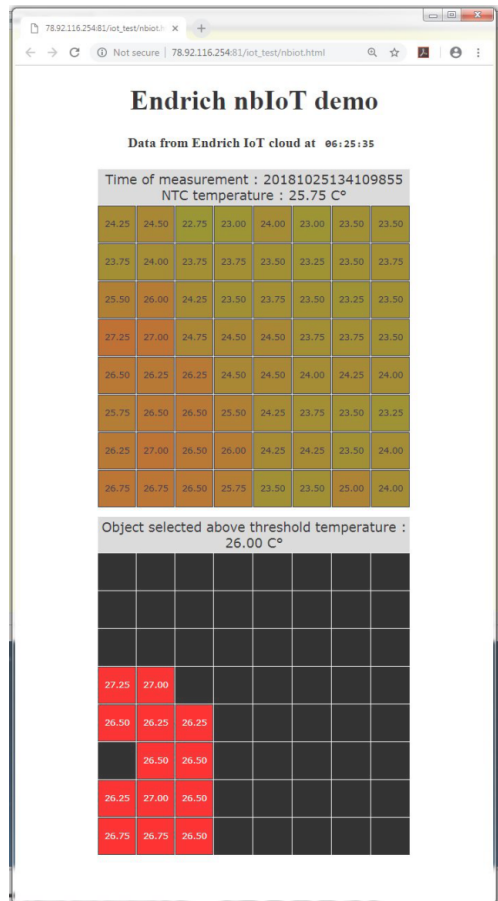 78.92.116.254:81/iot_test/nbiot.h
Not secure | 78.92.116.254:81/iot_test/nbiot.html
Endrich nbIoT demo
Data from Endrich IoT cloud at 06:25:35
Time of measurement : 20181025134109855
NTC temperature : 25.75 C°
24.25 24.50 22.75 23.00 24.00 23.00 23.50 23.50
23.75 24.00 23.75 23.75 23.50 23.25 23.50 23.75
25.50 26.00 24.25 23.50 23.75 23.50 23.25 23.50
27.25 27.00 24.75 24.50 24.50 23.75 23.75 23.50
26.50 26.25 26.25 24.50 24.50 24.00 24.25 24.00
25.75 26.50 26.50 25.50 24.25 23.75 23.50 23.25
26.25 27.00 26.50 26.00 24.25 24.25 23.50 24.00
26.75 26.75 26.50 25.75 23.50 23.50 25.00 24.00
Object selected above threshold temperature :
26.00 C°
27.25 27.00
26.50 26.25 26.25
26.50 26.50
26.25 27.00 26.50
26.75 26.75 26.50